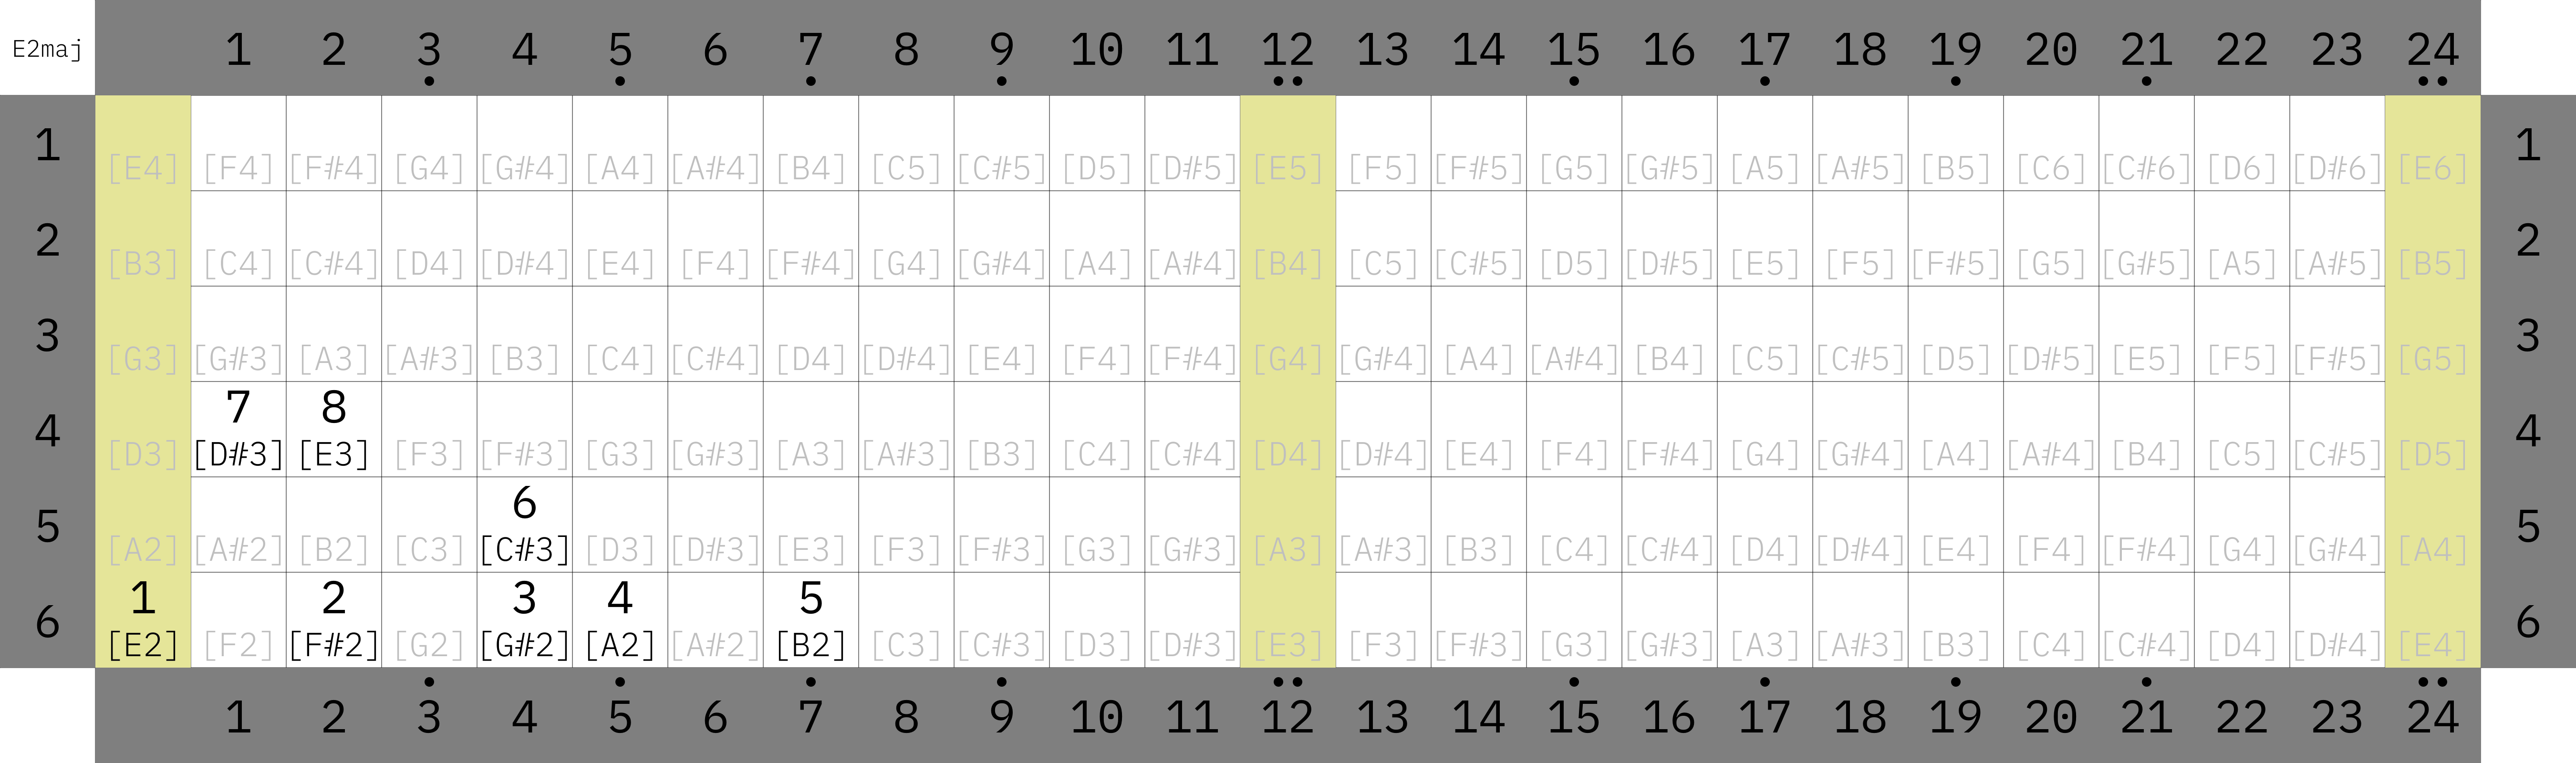 E2maj 1 2 3 4 5 6 7 8 9 10 11 12 13 14 15 16 17 18 19 20 21 22 23 24
1 [E4] [F4] [F#4] [G4] [G#4] [A4] [A#4] [B4] [C5] [C#5] [D5] [D#5] [E5] [F5] [F#5] [G5] [G#5] [A5] [A#5] [B5] [C6] [C#6] [D6] [D#6] [E6] 1
2 [B3] [C4] [C#4] [D4] [D#4] [E4] [F4] [F#4] [G4] [G#4] [A4] [A#4] [B4] [C5] [C#5] [D5] [D#5] [E5] [F5] [F#5] [G5] [G#5] [A5] [A#5] [B5] 2
3 [G3] [G#3] [A3] [A#3] [B3] [C4] [C#4] [D4] [D#4] [E4] [F4] [F#4] [G4] [G#4] [A4] [A#4] [B4] [C5] [C#5] [D5] [D#5] [E5] [F5] [F#5] [G5] 3
7 8
4 [D3] [D#3] [E3] [F3] [F#3] [G3] [G#3] [A3] [A#3] [B3] [C4] [C#4] [D4] [D#4] [E4] [F4] [F#4] [G4] [G#4] [A4] [A#4] [B4] [C5] [C#5] [D5] 4
6
5 [A2] [A#2] [B2] [C3] [C#3] [D3] [D#3] [E3] [F3] [F#3] [G3] [G#3] [A3] [A#3] [B3] [C4] [C#4] [D4] [D#4] [E4] [F4] [F#4] [G4] [G#4] [A4] 5
1 2 3 4 5
6 [E2] [F2] [F#2] [G2] [G#2] [A2] [A#2] [B2] [C3] [C#3] [D3] [D#3] [E3] [F3] [F#3] [G3] [G#3] [A3] [A#3] [B3] [C4] [C#4] [D4] [D#4] [E4] 6
1 2 3 4 5 6 7 8 9 10 11 12 13 14 15 16 17 18 19 20 21 22 23 24